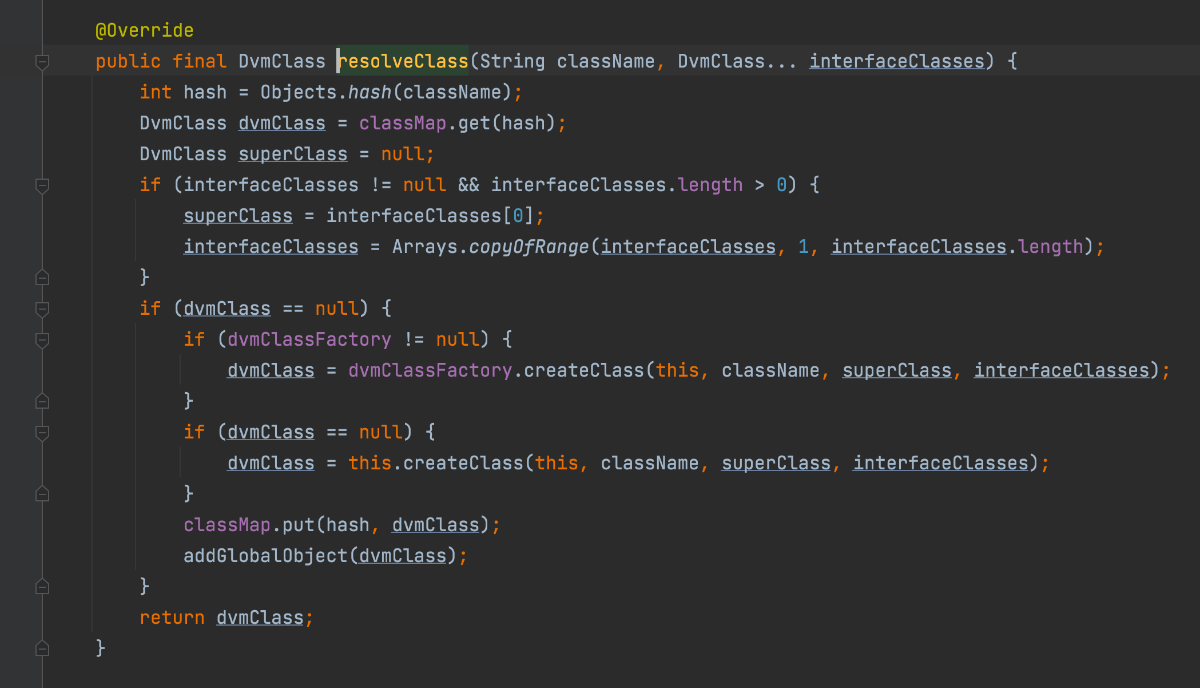 @Override
public final DvmClass resolveClass(String className, DvmClass... interfaceClasses) {
    int hash = Objects.hash(className);
    DvmClass dvmClass = classMap.get(hash);
    DvmClass superClass = null;
    if (interfaceClasses != null && interfaceClasses.length > 0) {
        superClass = interfaceClasses[0];
        interfaceClasses = Arrays.copyOfRange(interfaceClasses, 1, interfaceClasses.length);
    }
    if (dvmClass == null) {
        if (dvmClassFactory != null) {
            dvmClass = dvmClassFactory.createClass(this, className, superClass, interfaceClasses);
        }
        if (dvmClass == null) {
            dvmClass = this.createClass(this, className, superClass, interfaceClasses);
        }
        classMap.put(hash, dvmClass);
        addGlobalObject(dvmClass);
    }
    return dvmClass;
}